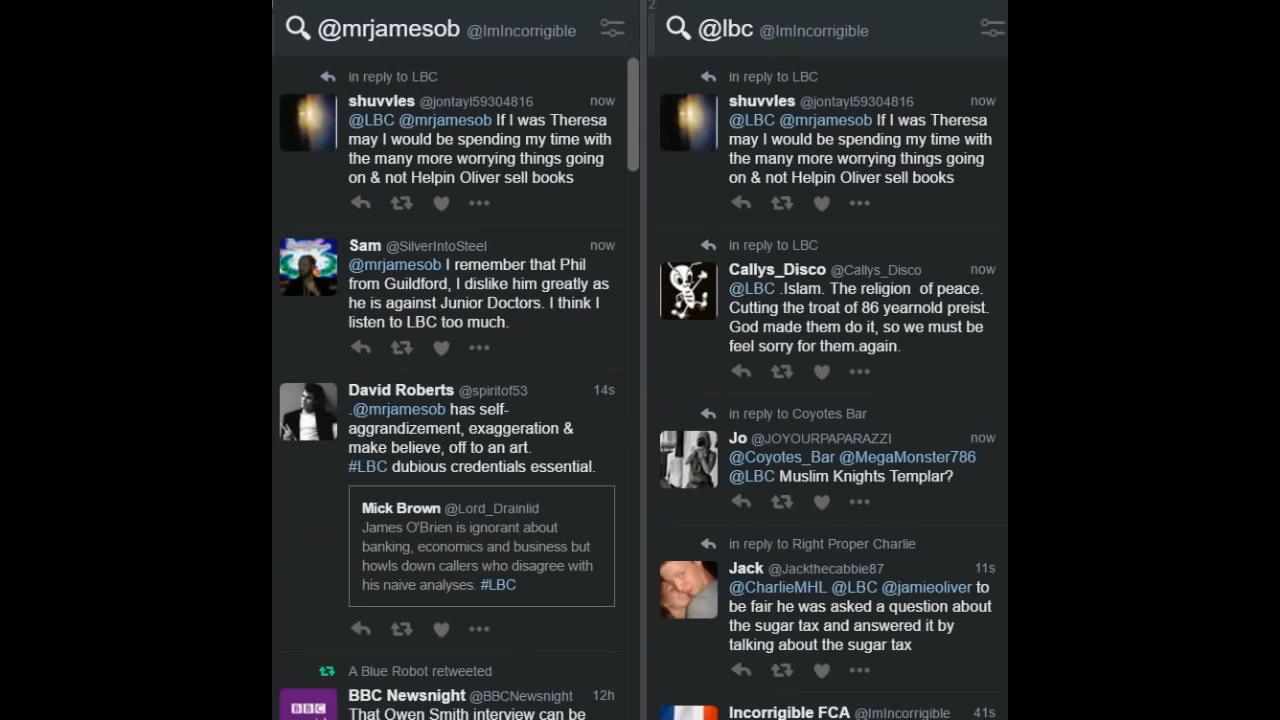 @mrjamesob @ImIncorrigible
in reply to LBC
shuvvles @jontayl59304816 now
@LBC @mrjamesob If I was Theresa
may I would be spending my time with
the many more worrying things going
on & not Helpin Oliver sell books
Sam @SilverIntoSteel now
@mrjamesob I remember that Phil
from Guildford, I dislike him greatly as
he is against Junior Doctors. I think I
listen to LBC too much.
David Roberts @spiritof53 14s
.@mrjamesob has self-
aggrandizement, exaggeration &
make believe, off to an art.
#LBC dubious credentials essential.
Mick Brown @Lord_Drainlid
James O'Brien is ignorant about
banking, economics and business but
howls down callers who disagree with
his naive analyses. #LBC
A Blue Robot retweeted
BBC Newsnight @BBCNewsnight 12h
BBC
That Owen Smith interview can be
2
@lbc @ImIncorrigible
in reply to LBC
shuvvles @jontayl59304816 now
@LBC @mrjamesob If I was Theresa
may I would be spending my time with
the many more worrying things going
on & not Helpin Oliver sell books
in reply to LBC
Callys_Disco @Callys_Disco now
@LBC .Islam. The religion of peace.
Cutting the troat of 86 yearnold preist.
God made them do it, so we must be
feel sorry for them.again.
in reply to Coyotes Bar
Jo @JOYOURPAPARAZZI now
@Coyotes_Bar @MegaMonster786
@LBC Muslim Knights Templar?
in reply to Right Proper Charlie
Jack @Jackthecabbie87 11s
@CharlieMHL @LBC @jamieoliver to
be fair he was asked a question about
the sugar tax and answered it by
talking about the sugar tax
Incorrigible FCA @ImIncorrigible 41s